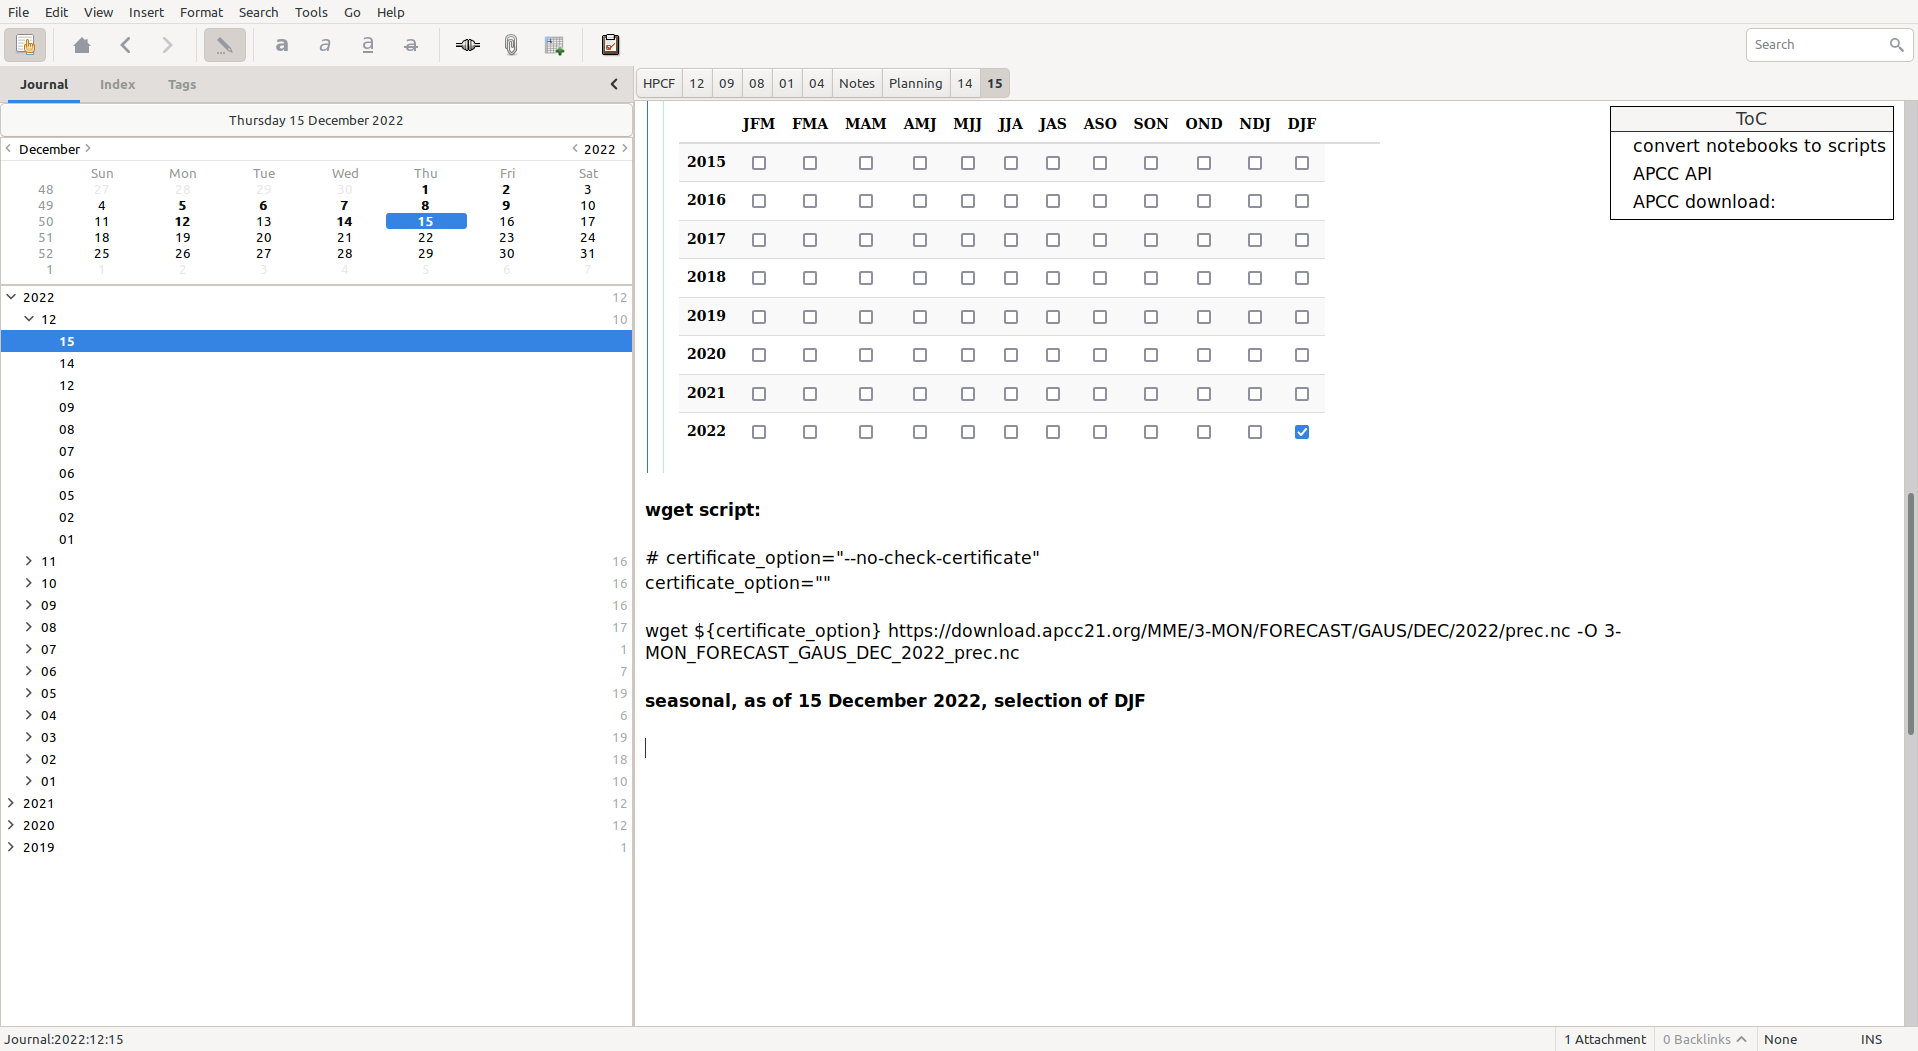 File Edit View Insert Format Search Tools Go Help
a a a a
Search
Journal Index Tags
HPCF 12 09 08 01 04 Notes Planning 14 15
Thursday 15 December 2022
December 2022
Sun Mon Tue Wed Thu Fri Sat
48 27 28 29 30 1 2 3
49 4 5 6 7 8 9 10
50 11 12 13 14 15 16 17
51 18 19 20 21 22 23 24
52 25 26 27 28 29 30 31
1 1 2 3 4 5 6 7
2022 12
12 10
15
14
12
09
08
07
06
05
02
01
11 16
10 16
09 16
08 17
07 1
06 7
05 19
04 6
03 19
02 18
01 10
2021 12
2020 12
2019 1
JFM FMA MAM AMJ MJJ JJA JAS ASO SON OND NDJ DJF
2015
2016
2017
2018
2019
2020
2021
2022
ToC
convert notebooks to scripts
APCC API
APCC download:
wget script:
# certificate_option="--no-check-certificate"
certificate_option=""
wget ${certificate_option} https://download.apcc21.org/MME/3-MON/FORECAST/GAUS/DEC/2022/prec.nc -O 3-
MON_FORECAST_GAUS_DEC_2022_prec.nc
seasonal, as of 15 December 2022, selection of DJF
Journal:2022:12:15
1 Attachment 0 Backlinks None INS